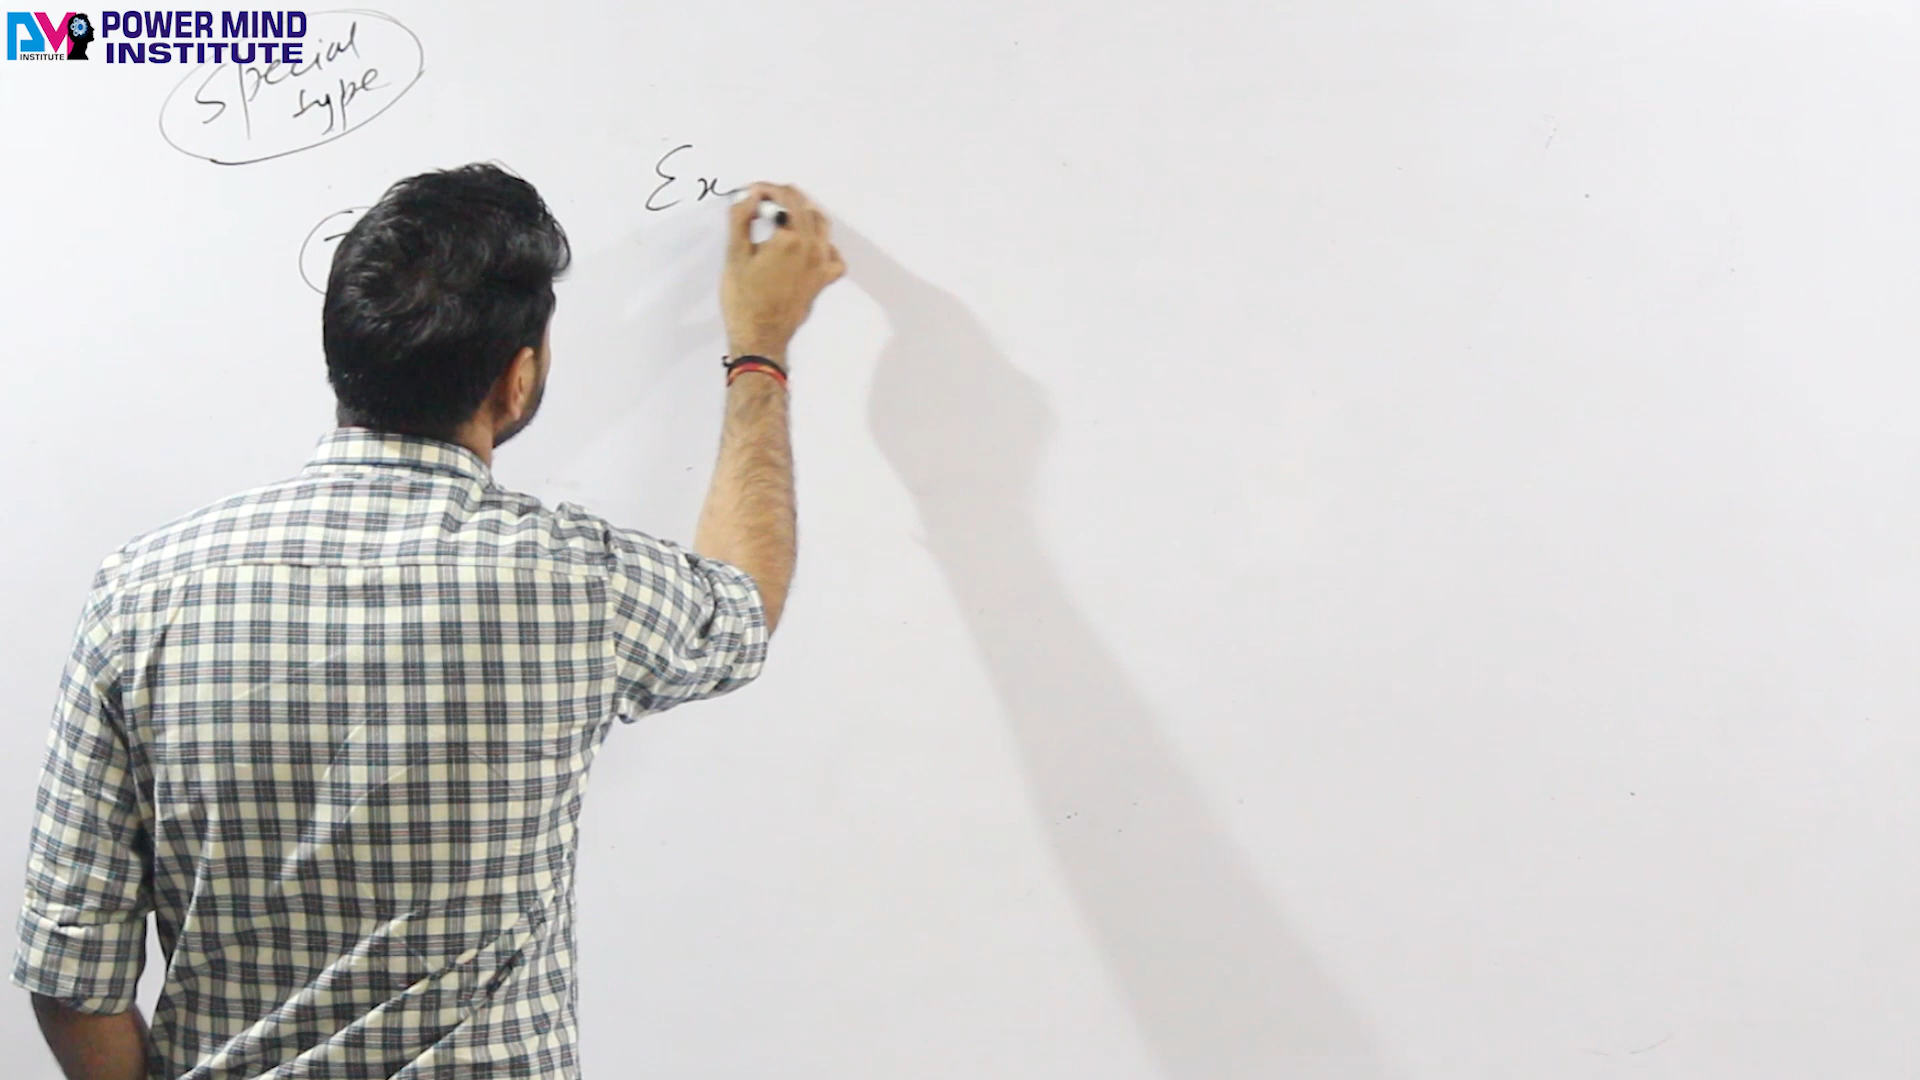 POWER MIND
INSTITUTE
INSTITUTE
Special
type
Ex